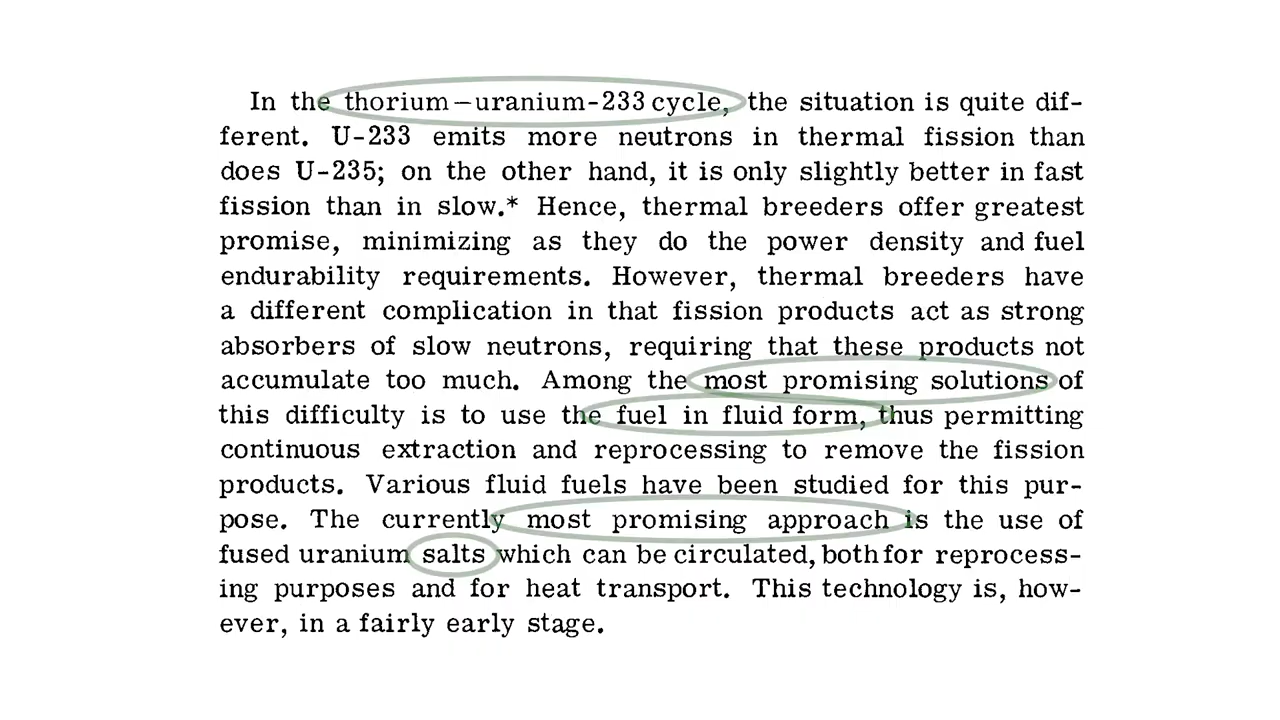 In the thorium—uranium-233 cycle, the situation is quite dif-
ferent. U-233 emits more neutrons in thermal fission than
does U-235; on the other hand, it is only slightly better in fast
fission than in slow.* Hence, thermal breeders offer greatest
promise, minimizing as they do the power density and fuel
endurability requirements. However, thermal breeders have
a different complication in that fission products act as strong
absorbers of slow neutrons, requiring that these products not
accumulate too much. Among the most promising solutions of
this difficulty is to use the fuel in fluid form, thus permitting
continuous extraction and reprocessing to remove the fission
products. Various fluid fuels have been studied for this pur-
pose. The currently most promising approach is the use of
fused uranium salts which can be circulated, both for reprocess-
ing purposes and for heat transport. This technology is, how-
ever, in a fairly early stage.